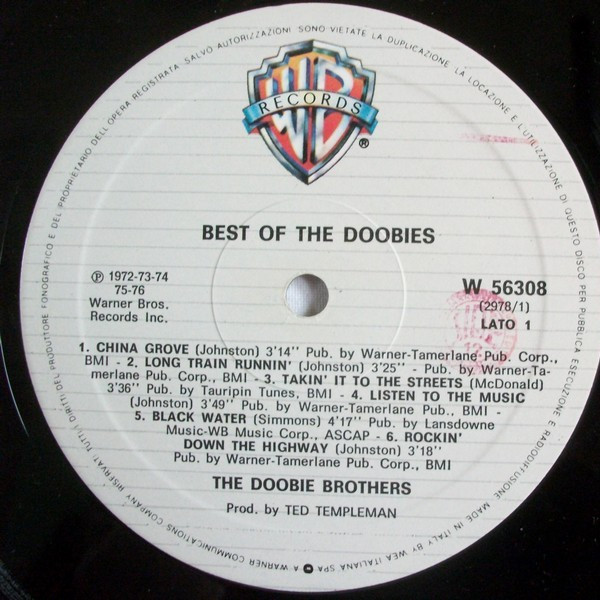 TUTTI I DIRITTI DEL PRODUTTORE FONOGRAFICO E DEL PROPRIETARIO DELL'OPERA REGISTRATA SALVO AUTORIZZAZIONI SONO VIETATE LA DUPLICAZIONE, LA LOCAZIONE E L'UTILIZZAZIONE DI QUESTO DISCO PER PUBBLICA ESECUZIONE E RADIODIFFUSIONE
MADE IN ITALY BY WEA ITALIANA SPA
A WARNER COMMUNICATIONS COMPANY
WB
RECORDS
®
BEST OF THE DOOBIES
℗ 1972-73-74
75-76
Warner Bros.
Records Inc.
W 56308
(2978/1)
LATO 1
1. CHINA GROVE (Johnston) 3'14'' Pub. by Warner-Tamerlane Pub. Corp.,
BMI - 2. LONG TRAIN RUNNIN' (Johnston) 3'25'' - Pub. by Warner-Ta-
merlane Pub. Corp., BMI - 3. TAKIN' IT TO THE STREETS (McDonald)
3'36'' Pub. by Tauripin Tunes, BMI - 4. LISTEN TO THE MUSIC
(Johnston) 3'49'' Pub. by Warner-Tamerlane Pub., BMI -
5. BLACK WATER (Simmons) 4'17'' Pub. by Lansdowne
Music-WB Music Corp., ASCAP - 6. ROCKIN'
DOWN THE HIGHWAY (Johnston) 3'18''
Pub. by Warner-Tamerlane Pub. Corp., BMI
THE DOOBIE BROTHERS
Prod. by TED TEMPLEMAN